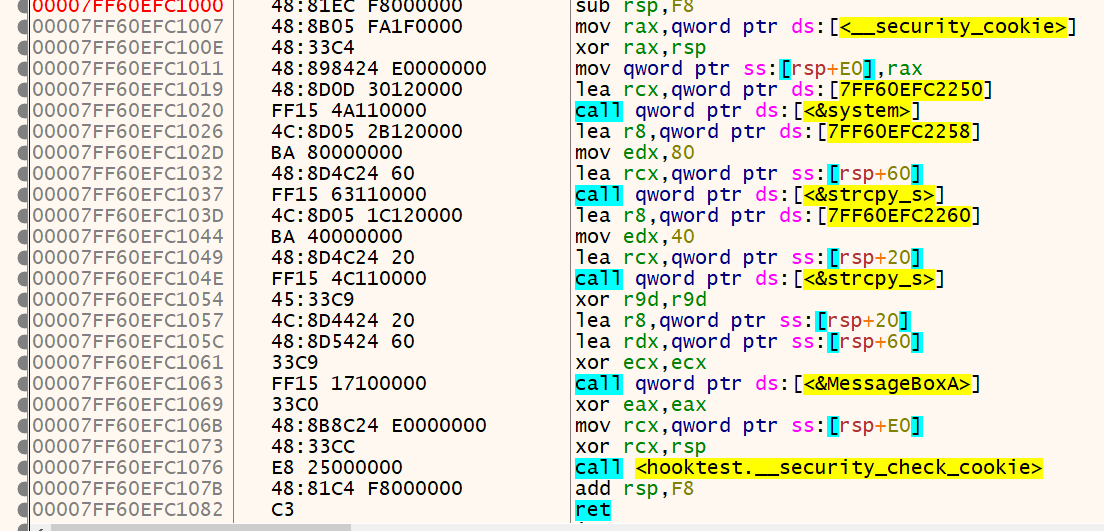 00007FF60EFC1000 48:81EC F8000000 sub rsp,F8
00007FF60EFC1007 48:8B05 FA1F0000 mov rax,qword ptr ds:[<__security_cookie>]
00007FF60EFC100E 48:33C4 xor rax,rsp
00007FF60EFC1011 48:898424 E0000000 mov qword ptr ss:[rsp+E0],rax
00007FF60EFC1019 48:8D0D 30120000 lea rcx,qword ptr ds:[7FF60EFC2250]
00007FF60EFC1020 FF15 4A110000 call qword ptr ds:[<&system>]
00007FF60EFC1026 4C:8D05 2B120000 lea r8,qword ptr ds:[7FF60EFC2258]
00007FF60EFC102D BA 80000000 mov edx,80
00007FF60EFC1032 48:8D4C24 60 lea rcx,qword ptr ss:[rsp+60]
00007FF60EFC1037 FF15 63110000 call qword ptr ds:[<&strcpy_s>]
00007FF60EFC103D 4C:8D05 1C120000 lea r8,qword ptr ds:[7FF60EFC2260]
00007FF60EFC1044 BA 40000000 mov edx,40
00007FF60EFC1049 48:8D4C24 20 lea rcx,qword ptr ss:[rsp+20]
00007FF60EFC104E FF15 4C110000 call qword ptr ds:[<&strcpy_s>]
00007FF60EFC1054 45:33C9 xor r9d,r9d
00007FF60EFC1057 4C:8D4424 20 lea r8,qword ptr ss:[rsp+20]
00007FF60EFC105C 48:8D5424 60 lea rdx,qword ptr ss:[rsp+60]
00007FF60EFC1061 33C9 xor ecx,ecx
00007FF60EFC1063 FF15 17100000 call qword ptr ds:[<&MessageBoxA>]
00007FF60EFC1069 33C0 xor eax,eax
00007FF60EFC106B 48:8B8C24 E0000000 mov rcx,qword ptr ss:[rsp+E0]
00007FF60EFC1073 48:33CC xor rcx,rsp
00007FF60EFC1076 E8 25000000 call <hooktest.__security_check_cookie>
00007FF60EFC107B 48:81C4 F8000000 add rsp,F8
00007FF60EFC1082 C3 ret